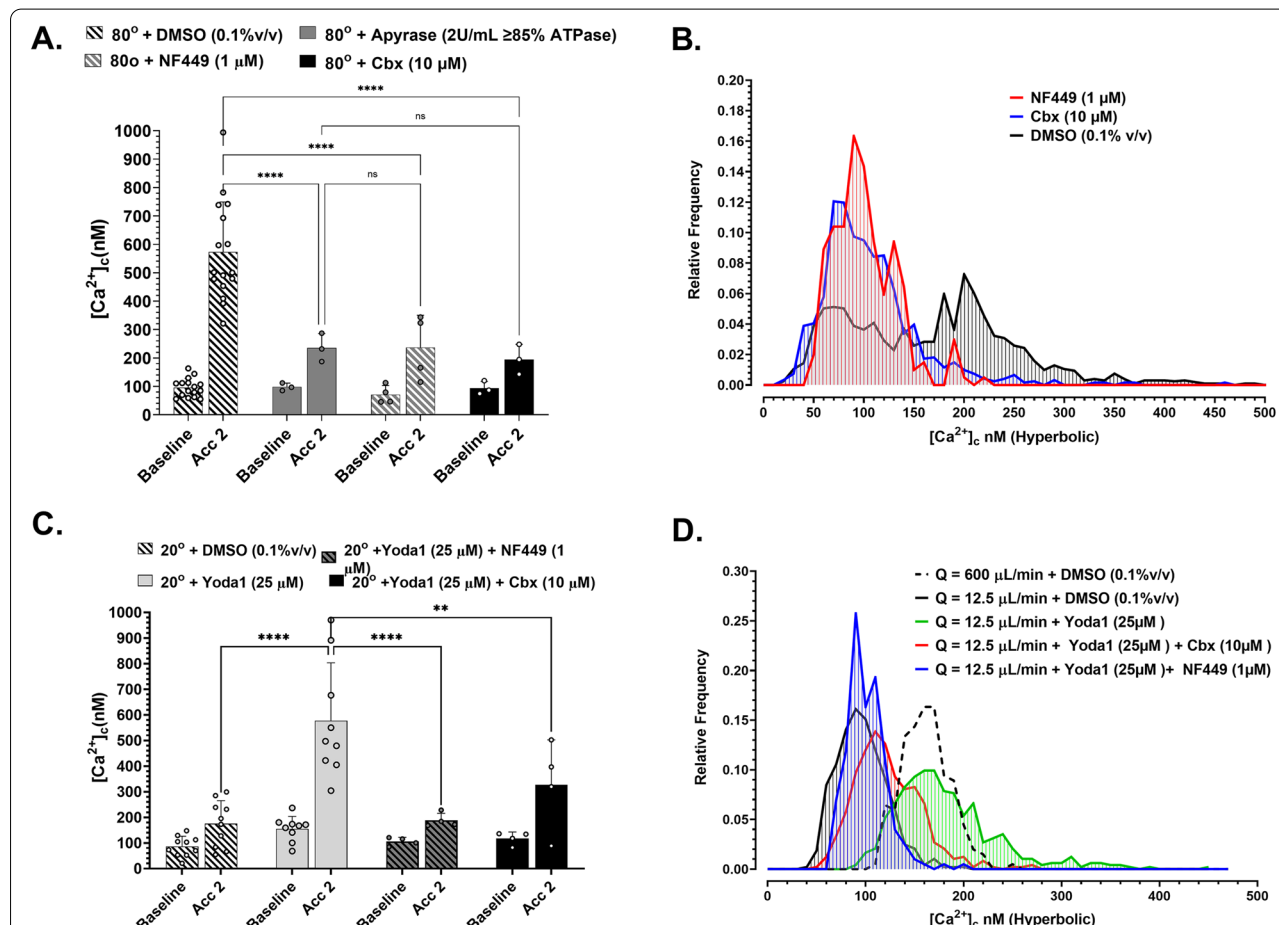 A.
80° + DMSO (0.1%v/v)
80° + Apyrase (2U/mL ≥85% ATPase)
80o + NF449 (1 μM)
80° + Cbx (10 μM)
****
ns
****
****
ns
1000
900
800
700
600
500
400
300
200
100
0
[Ca2+]c(nM)
Baseline
Acc 2
Baseline
Acc 2
Baseline
Acc 2
Baseline
Acc 2
B.
NF449 (1 μM)
Cbx (10 μM)
DMSO (0.1% v/v)
0.20
0.18
0.16
0.14
0.12
0.10
0.08
0.06
0.04
0.02
0.00
Relative Frequency
0 50 100 150 200 250 300 350 400 450 500
[Ca2+]c nM (Hyperbolic)
C.
20° + DMSO (0.1%v/v)
20° +Yoda1 (25 μM) + NF449 (1
μM)
20° + Yoda1 (25 μM)
20° +Yoda1 (25 μM) + Cbx (10 μM)
**
****
****
1000
900
800
700
600
500
400
300
200
100
0
[Ca2+]c(nM)
Baseline
Acc 2
Baseline
Acc 2
Baseline
Acc 2
Baseline
Acc 2
D.
Q = 600 μL/min + DMSO (0.1%v/v)
Q = 12.5 μL/min + DMSO (0.1%v/v)
Q = 12.5 μL/min + Yoda1 (25μM )
Q = 12.5 μL/min + Yoda1 (25μM ) + Cbx (10μM )
Q = 12.5 μL/min + Yoda1 (25μM )+ NF449 (1μM)
0.30
0.25
0.20
0.15
0.10
0.05
0.00
Relative Frequency
0 100 200 300 400 500
[Ca2+]c nM (Hyperbolic)